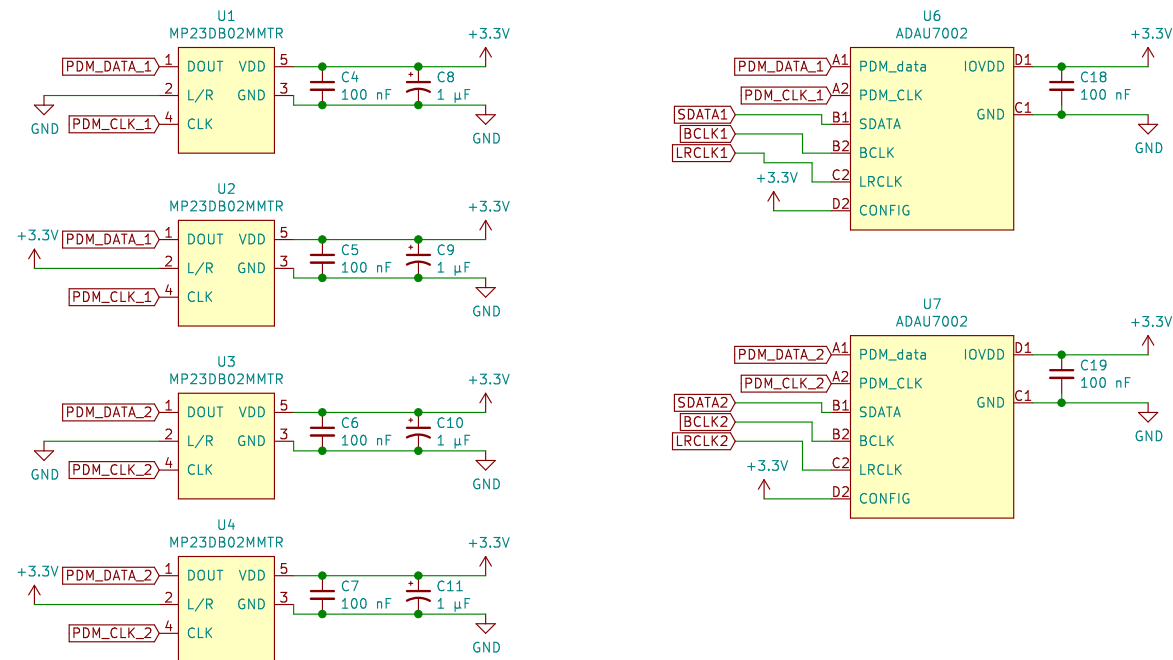 U1
MP23DB02MMTR
+3.3V
PDM_DATA_1 1 DOUT VDD 5
C4 C8
2 L/R GND 3
100 nF 1 µF
GND PDM_CLK_1 4 CLK
GND
U2
MP23DB02MMTR
+3.3V
+3.3V PDM_DATA_1 1 DOUT VDD 5
C5 C9
2 L/R GND 3
100 nF 1 µF
PDM_CLK_1 4 CLK
GND
U3
MP23DB02MMTR
+3.3V
PDM_DATA_2 1 DOUT VDD 5
C6 C10
2 L/R GND 3
100 nF 1 µF
GND PDM_CLK_2 4 CLK
GND
U4
MP23DB02MMTR
+3.3V
+3.3V PDM_DATA_2 1 DOUT VDD 5
C7 C11
2 L/R GND 3
100 nF 1 µF
PDM_CLK_2 4 CLK
GND
U6
ADAU7002
+3.3V
PDM_DATA_1 A1 PDM_data IOVDD D1
C18
PDM_CLK_1 A2 PDM_CLK
100 nF
SDATA1 GND C1
B1 SDATA
BCLK1
GND
LRCLK1 B2 BCLK
+3.3V C2 LRCLK
D2 CONFIG
U7
ADAU7002
+3.3V
PDM_DATA_2 A1 PDM_data IOVDD D1
C19
PDM_CLK_2 A2 PDM_CLK
100 nF
SDATA2 GND C1
B1 SDATA
BCLK2
GND
LRCLK2 B2 BCLK
+3.3V C2 LRCLK
D2 CONFIG